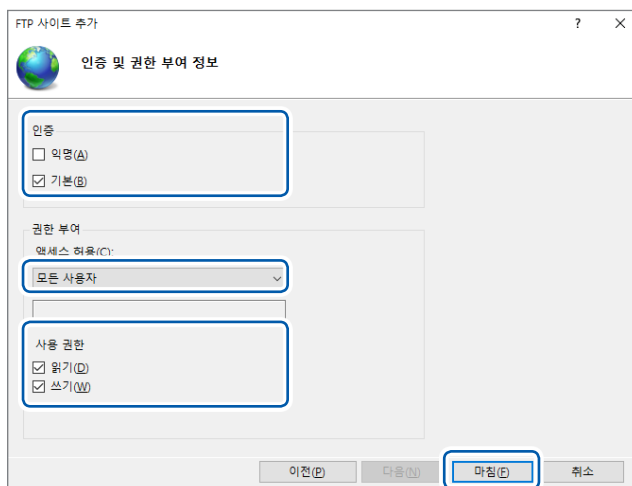 FTP 사이트 추가
?
인증 및 권한 부여 정보
인증
익명(A)
기본(B)
권한 부여
액세스 허용(C):
모든 사용자
사용 권한
읽기(D)
쓰기(W)
이전(P) 다음(N) 마침(F) 취소